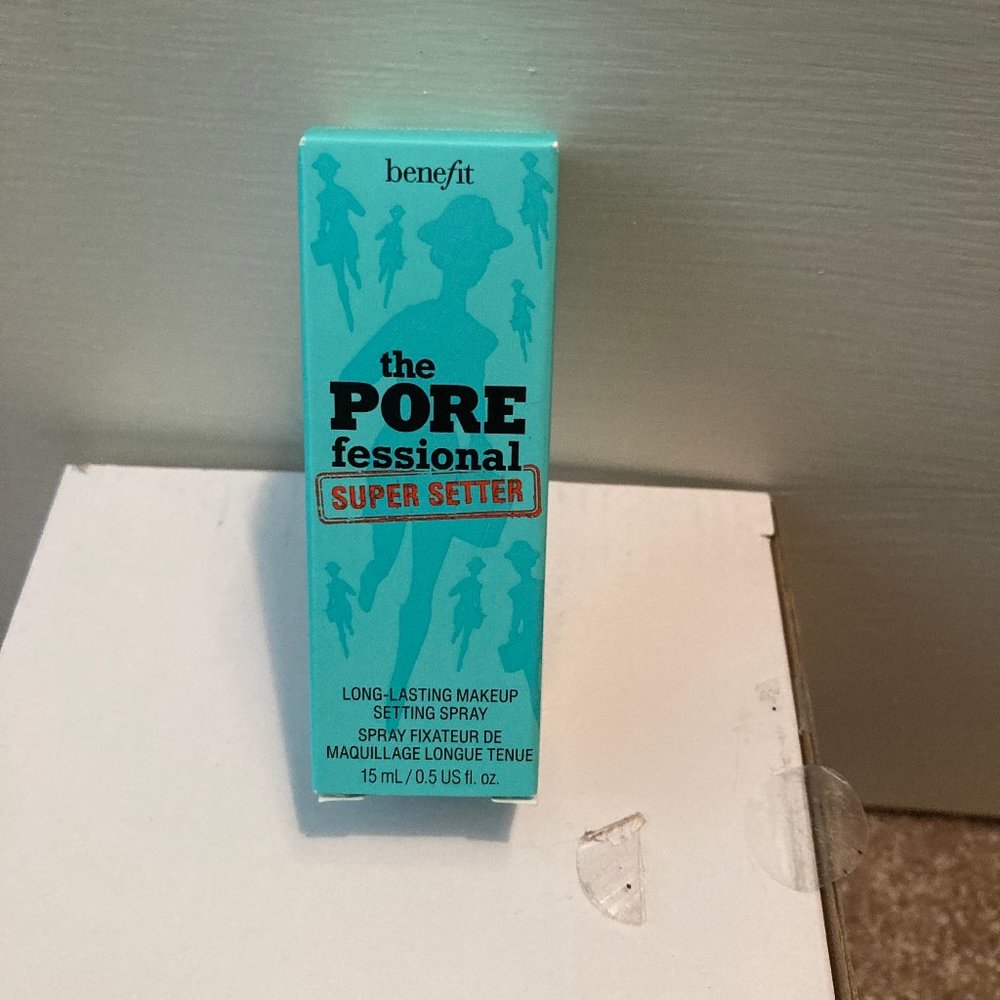 benefit
the
PORE
fessional
SUPER SETTER
LONG-LASTING MAKEUP
SETTING SPRAY
SPRAY FIXATEUR DE
MAQUILLAGE LONGUE TENUE
15 mL / 0.5 US fl. oz.